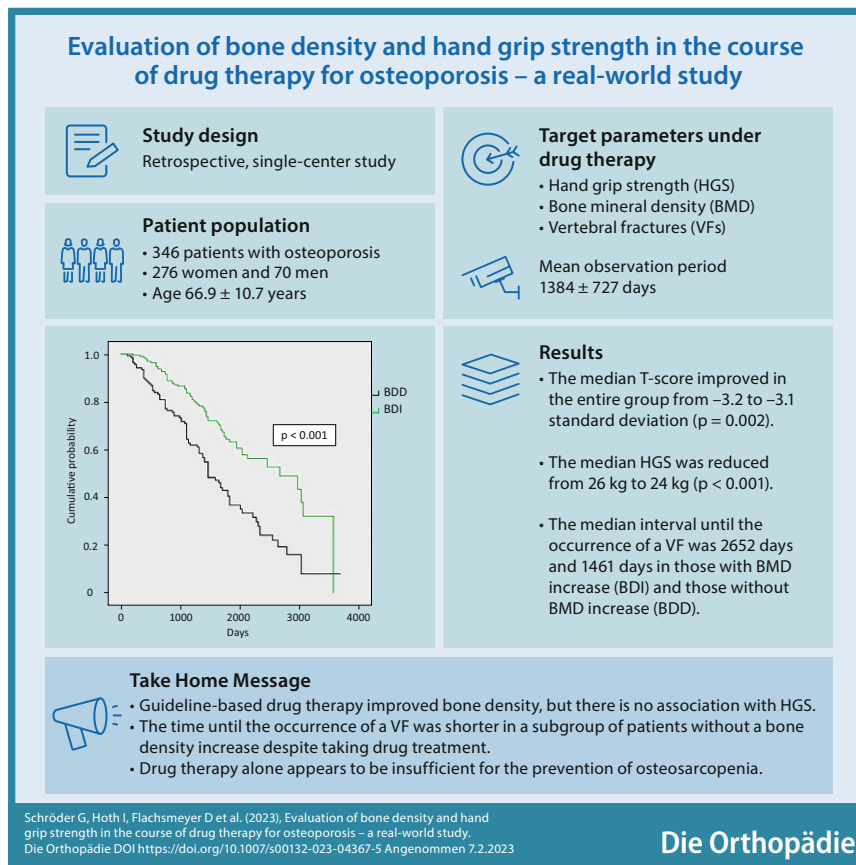 Evaluation of bone density and hand grip strength in the course
of drug therapy for osteoporosis – a real-world study
Study design
Retrospective, single-center study
Patient population
• 346 patients with osteoporosis
• 276 women and 70 men
• Age 66.9 ± 10.7 years
Target parameters under
drug therapy
• Hand grip strength (HGS)
• Bone mineral density (BMD)
• Vertebral fractures (VFs)
Mean observation period
1384 ± 727 days
1.0
0.8
0.6
0.4
0.2
0
Cumulative probability
0 1000 2000 3000 4000
Days
p < 0.001
BDD
BDI
Results
• The median T-score improved in
the entire group from –3.2 to –3.1
standard deviation (p = 0.002).
• The median HGS was reduced
from 26 kg to 24 kg (p < 0.001).
• The median interval until the
occurrence of a VF was 2652 days
and 1461 days in those with BMD
increase (BDI) and those without
BMD increase (BDD).
Take Home Message
• Guideline-based drug therapy improved bone density, but there is no association with HGS.
• The time until the occurrence of a VF was shorter in a subgroup of patients without a bone
density increase despite taking drug treatment.
• Drug therapy alone appears to be insufficient for the prevention of osteosarcopenia.
Schröder G, Hoth I, Flachsmeyer D et al. (2023), Evaluation of bone density and hand
grip strength in the course of drug therapy for osteoporosis – a real-world study.
Die Orthopädie DOI https://doi.org/10.1007/s00132-023-04367-5 Angenommen 7.2.2023
Die Orthopädie